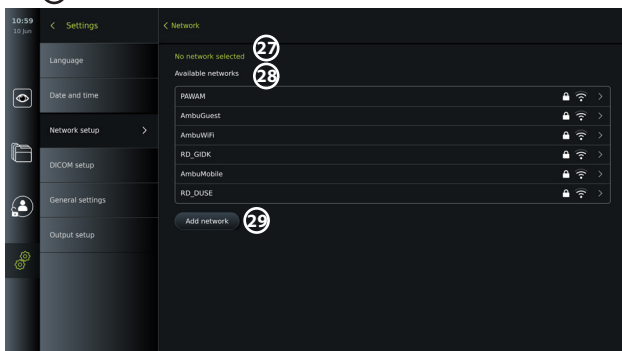 10:59
10 Jun
Settings
Network
Language
Date and time
Network setup
DICOM setup
General settings
Output setup
No network selected
27
Available networks
28
PAWAM
AmbuGuest
AmbuWiFi
RD_GIDK
AmbuMobile
RD_DUSE
Add network
29